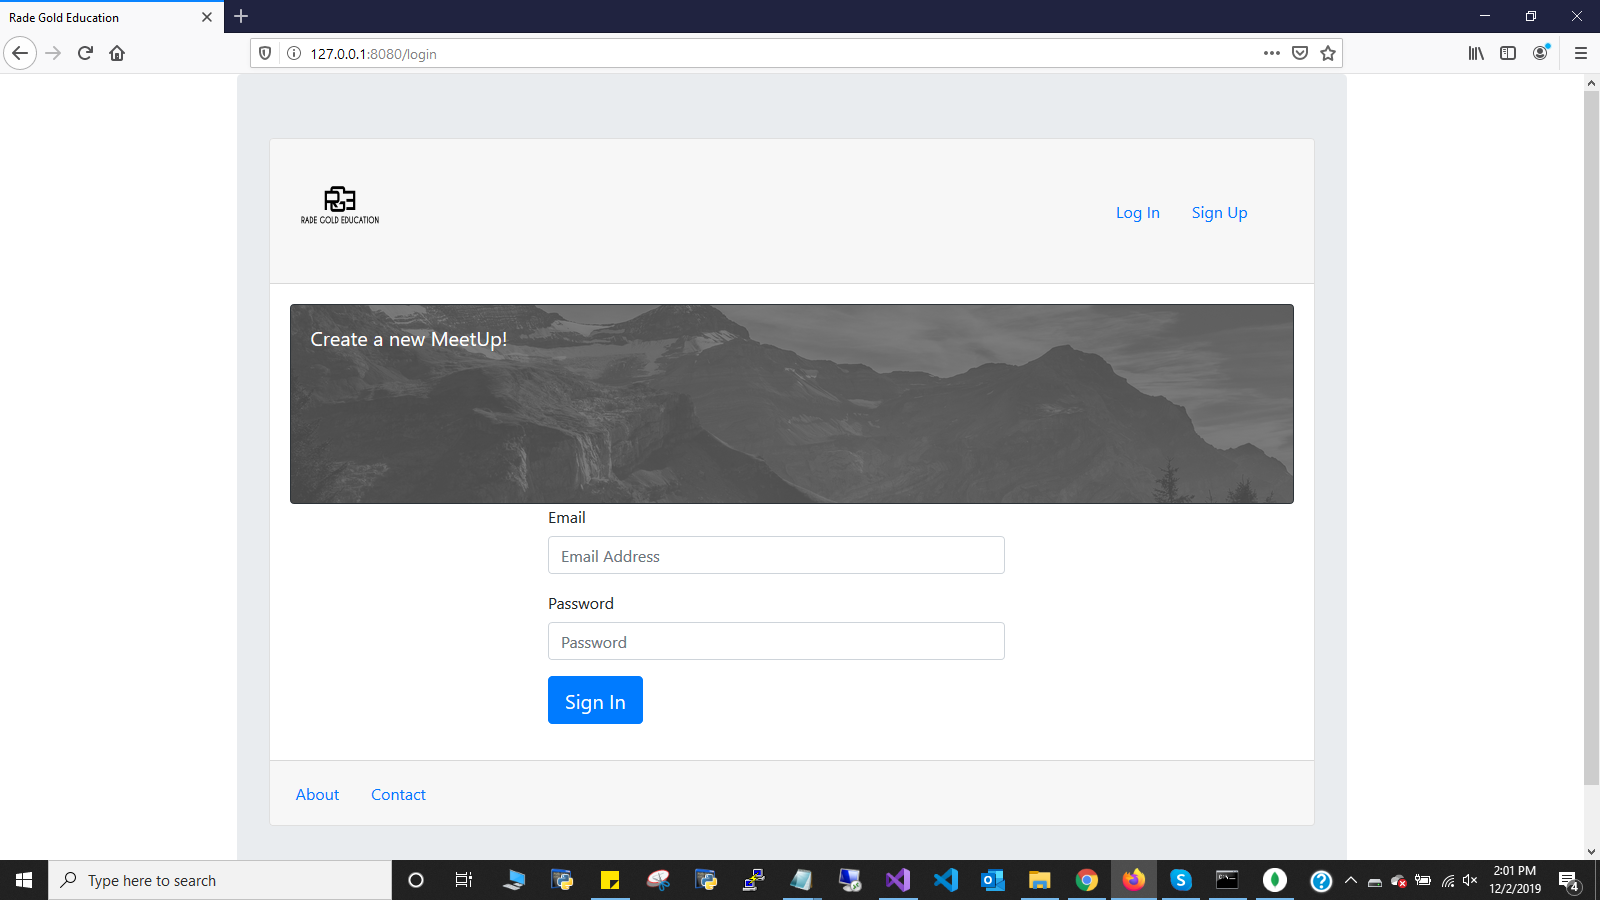 Rade Gold Education
127.0.0.1:8080/login
RGE
RADE GOLD EDUCATION
Log In
Sign Up
Create a new MeetUp!
Email
Email Address
Password
Password
Sign In
About
Contact
Type here to search
2:01 PM
12/2/2019
4